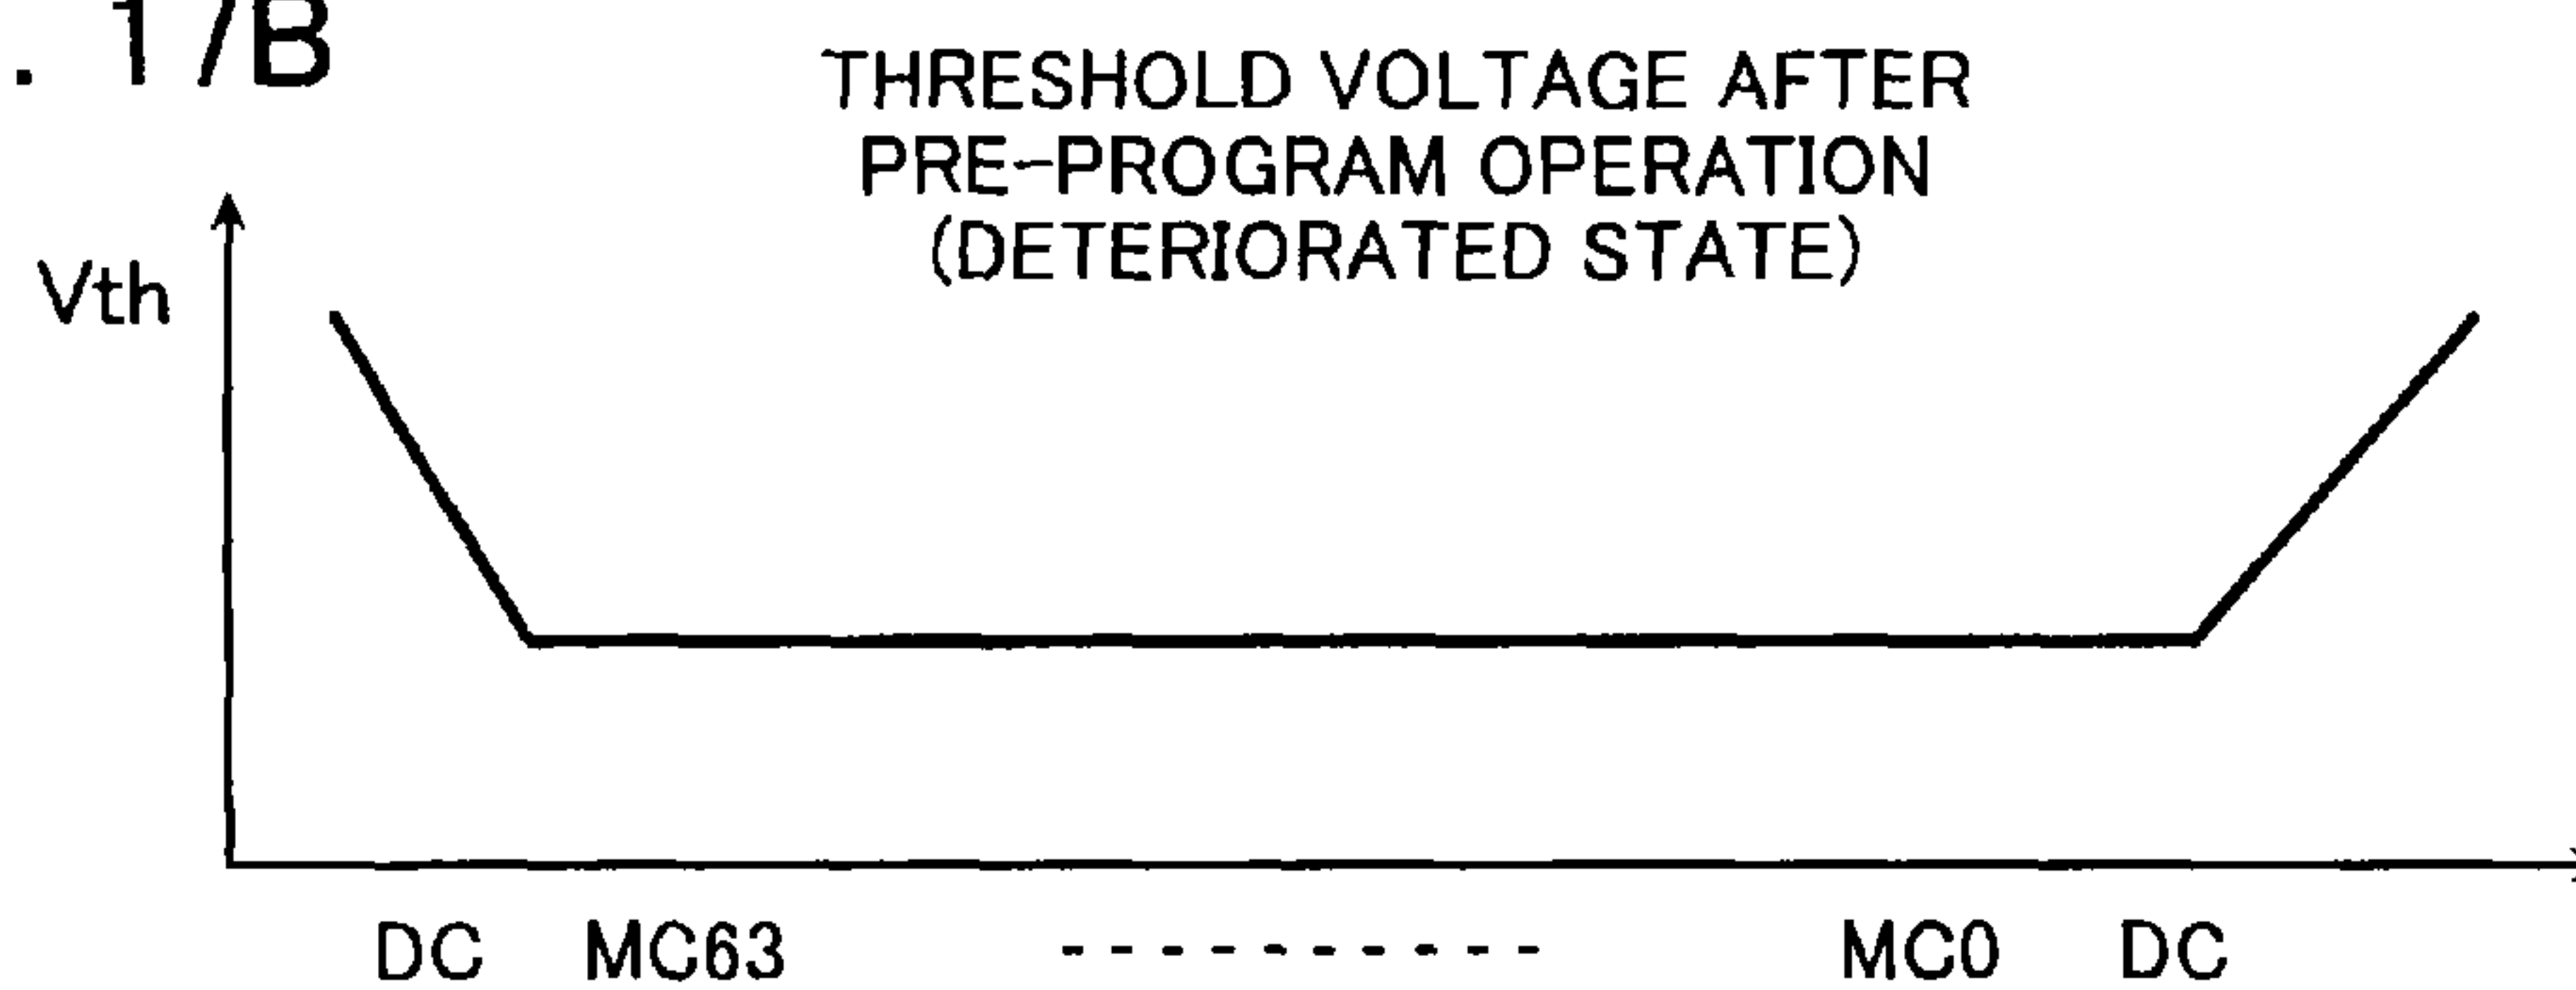 . 17B
THRESHOLD VOLTAGE AFTER
PRE-PROGRAM OPERATION
(DETERIORATED STATE)
Vth
DC MC63 ---------- MC0 DC